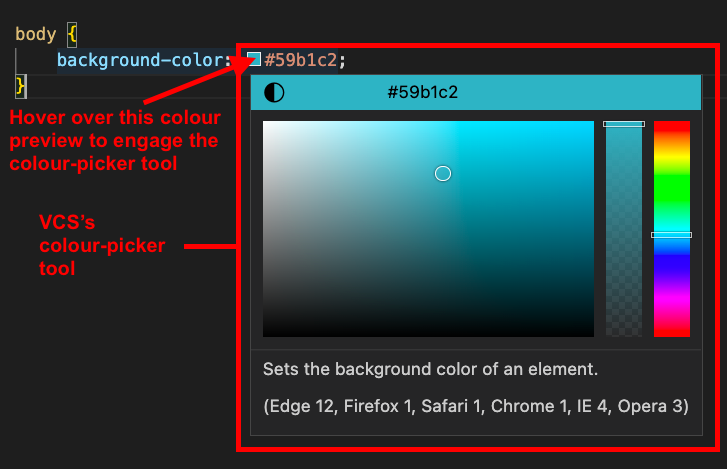 body {
background-color: #59b1c2;
}
#59b1c2
Hover over this colour
preview to engage the
colour-picker tool
VCS's
colour-picker
tool
Sets the background color of an element.
(Edge 12, Firefox 1, Safari 1, Chrome 1, IE 4, Opera 3)